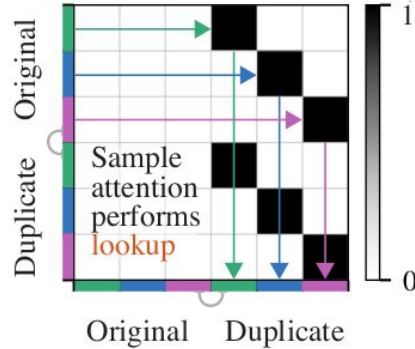 Original
Duplicate
Sample
attention
performs
lookup
Original Duplicate
1
0